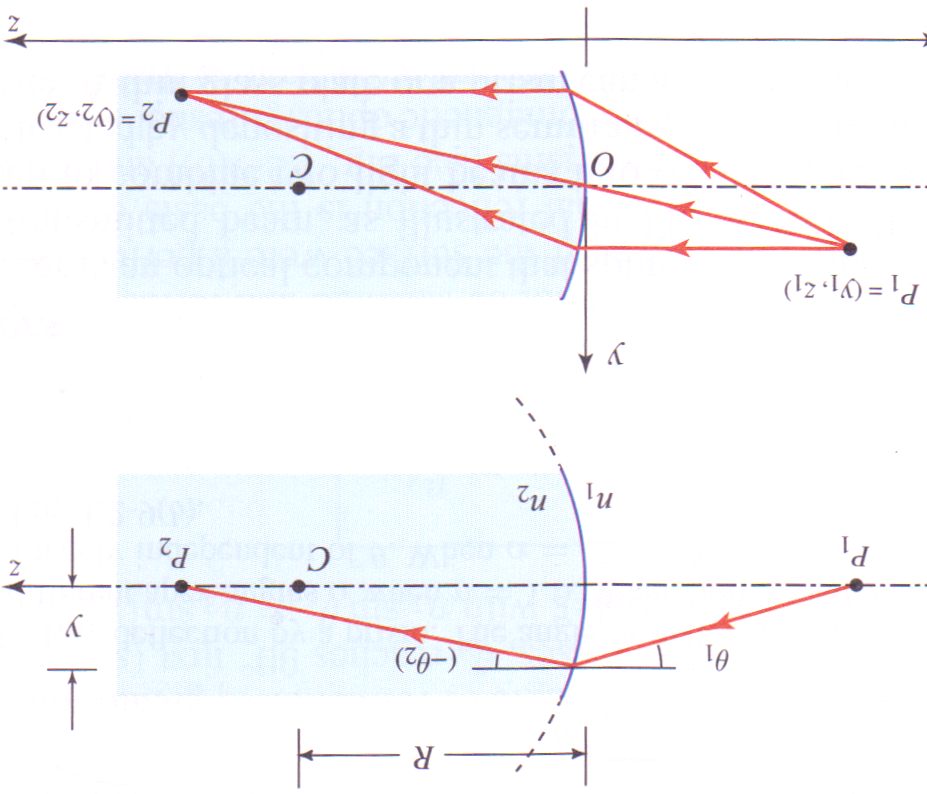 R
θ₁ (−θ₂)
y
z
P₁ C P₂
n₁ n₂
y
P₁ = (y₁, z₁)
O C
P₂ = (y₂, z₂)
z